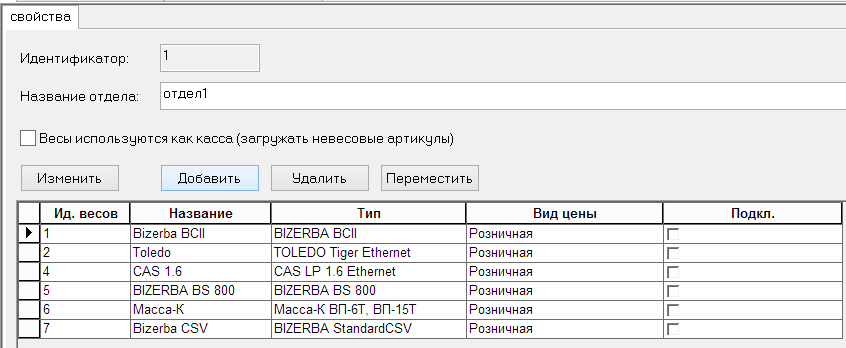 свойства
Идентификатор: 1
Название отдела: отдел1
Весы используются как касса (загружать невесовые артикулы)
Изменить Добавить Удалить Переместить
Ид. весов Название Тип Вид цены Подкл.
1 Bizerba BCII BIZERBA BCII Розничная
2 Toledo TOLEDO Tiger Ethernet Розничная
4 CAS 1.6 CAS LP 1.6 Ethernet Розничная
5 BIZERBA BS 800 BIZERBA BS 800 Розничная
6 Масса-К Масса-К ВП-6Т, ВП-15Т Розничная
7 Bizerba CSV BIZERBA StandardCSV Розничная